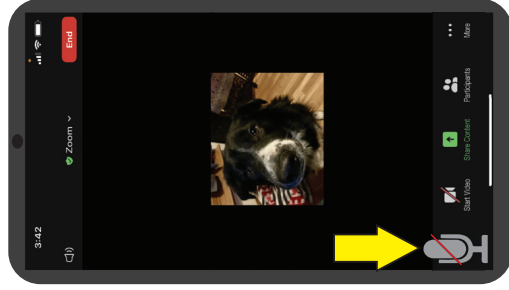 3:42
Zoom
End
Start Video
Share Content
Participants
More